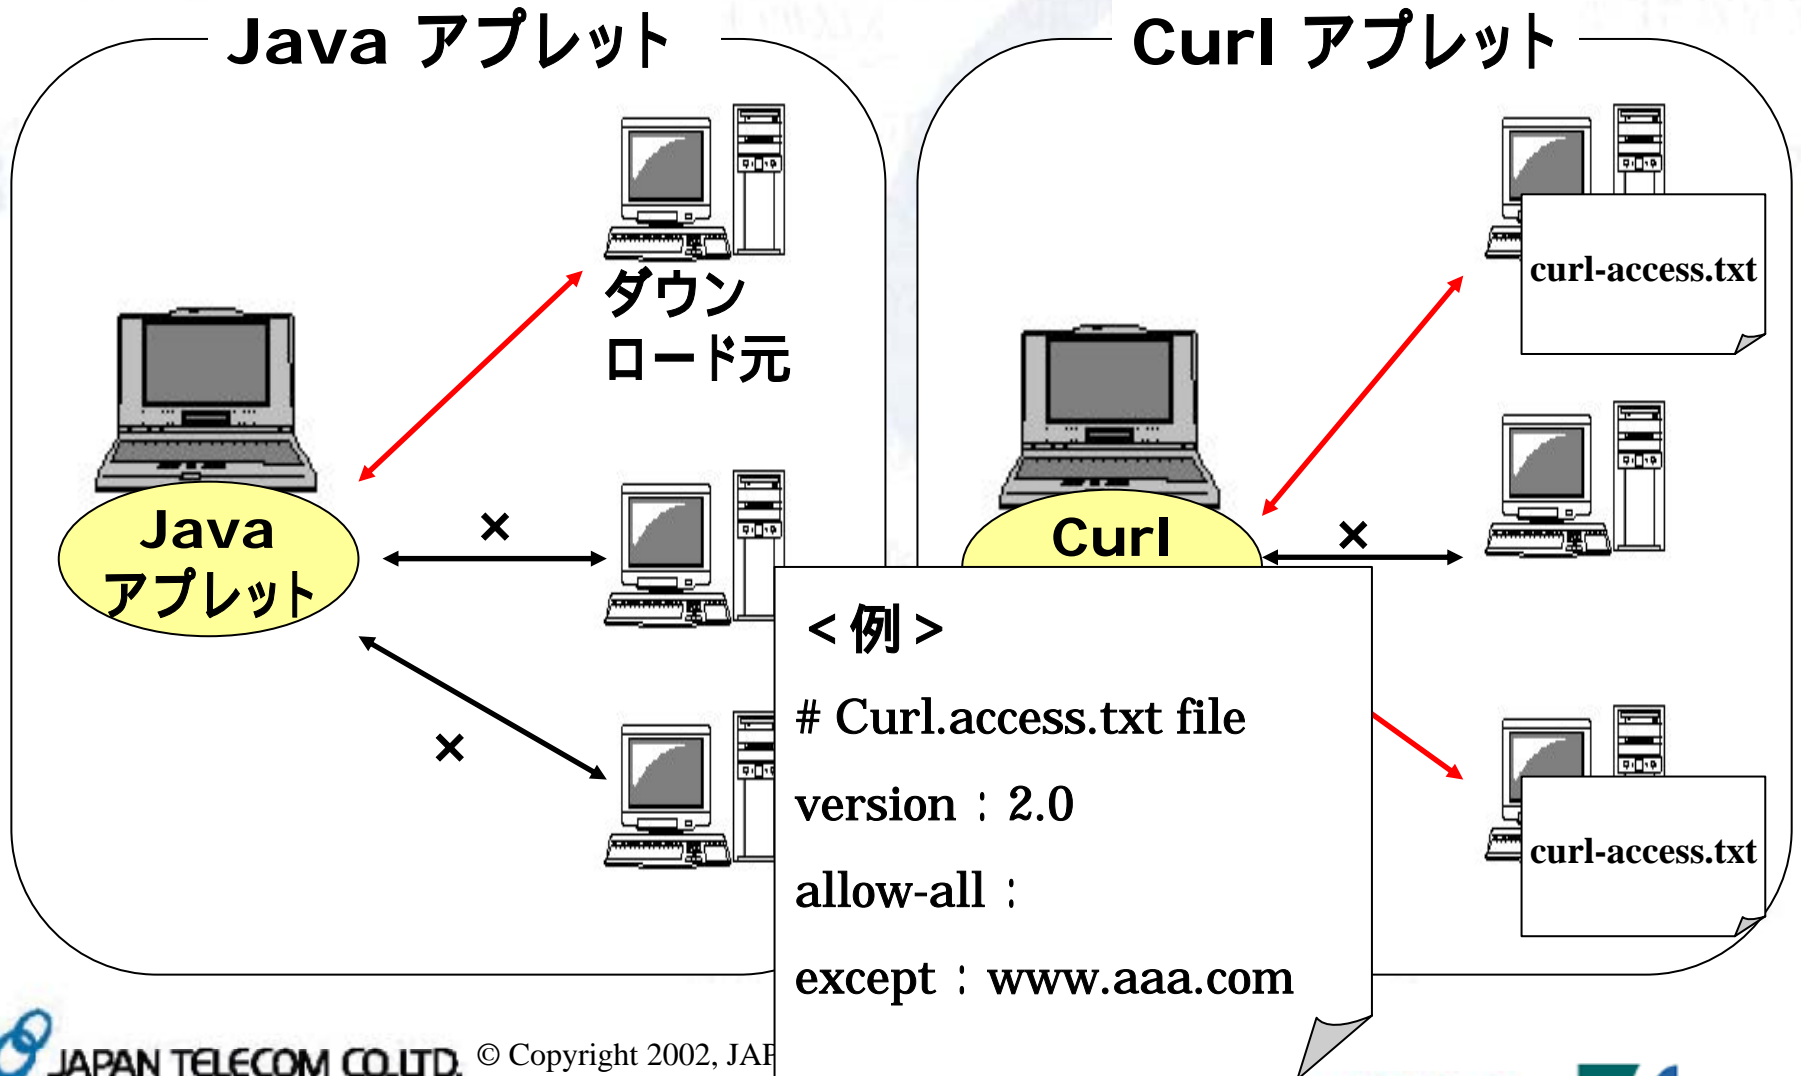 Java アプレット
ダウン
ロード元
Java
アプレット
×
×
Curl アプレット
curl-access.txt
Curl
×
curl-access.txt
<例>
# Curl.access.txt file
version : 2.0
allow-all :
except : www.aaa.com
JAPAN TELECOM CO.,LTD. © Copyright 2002,